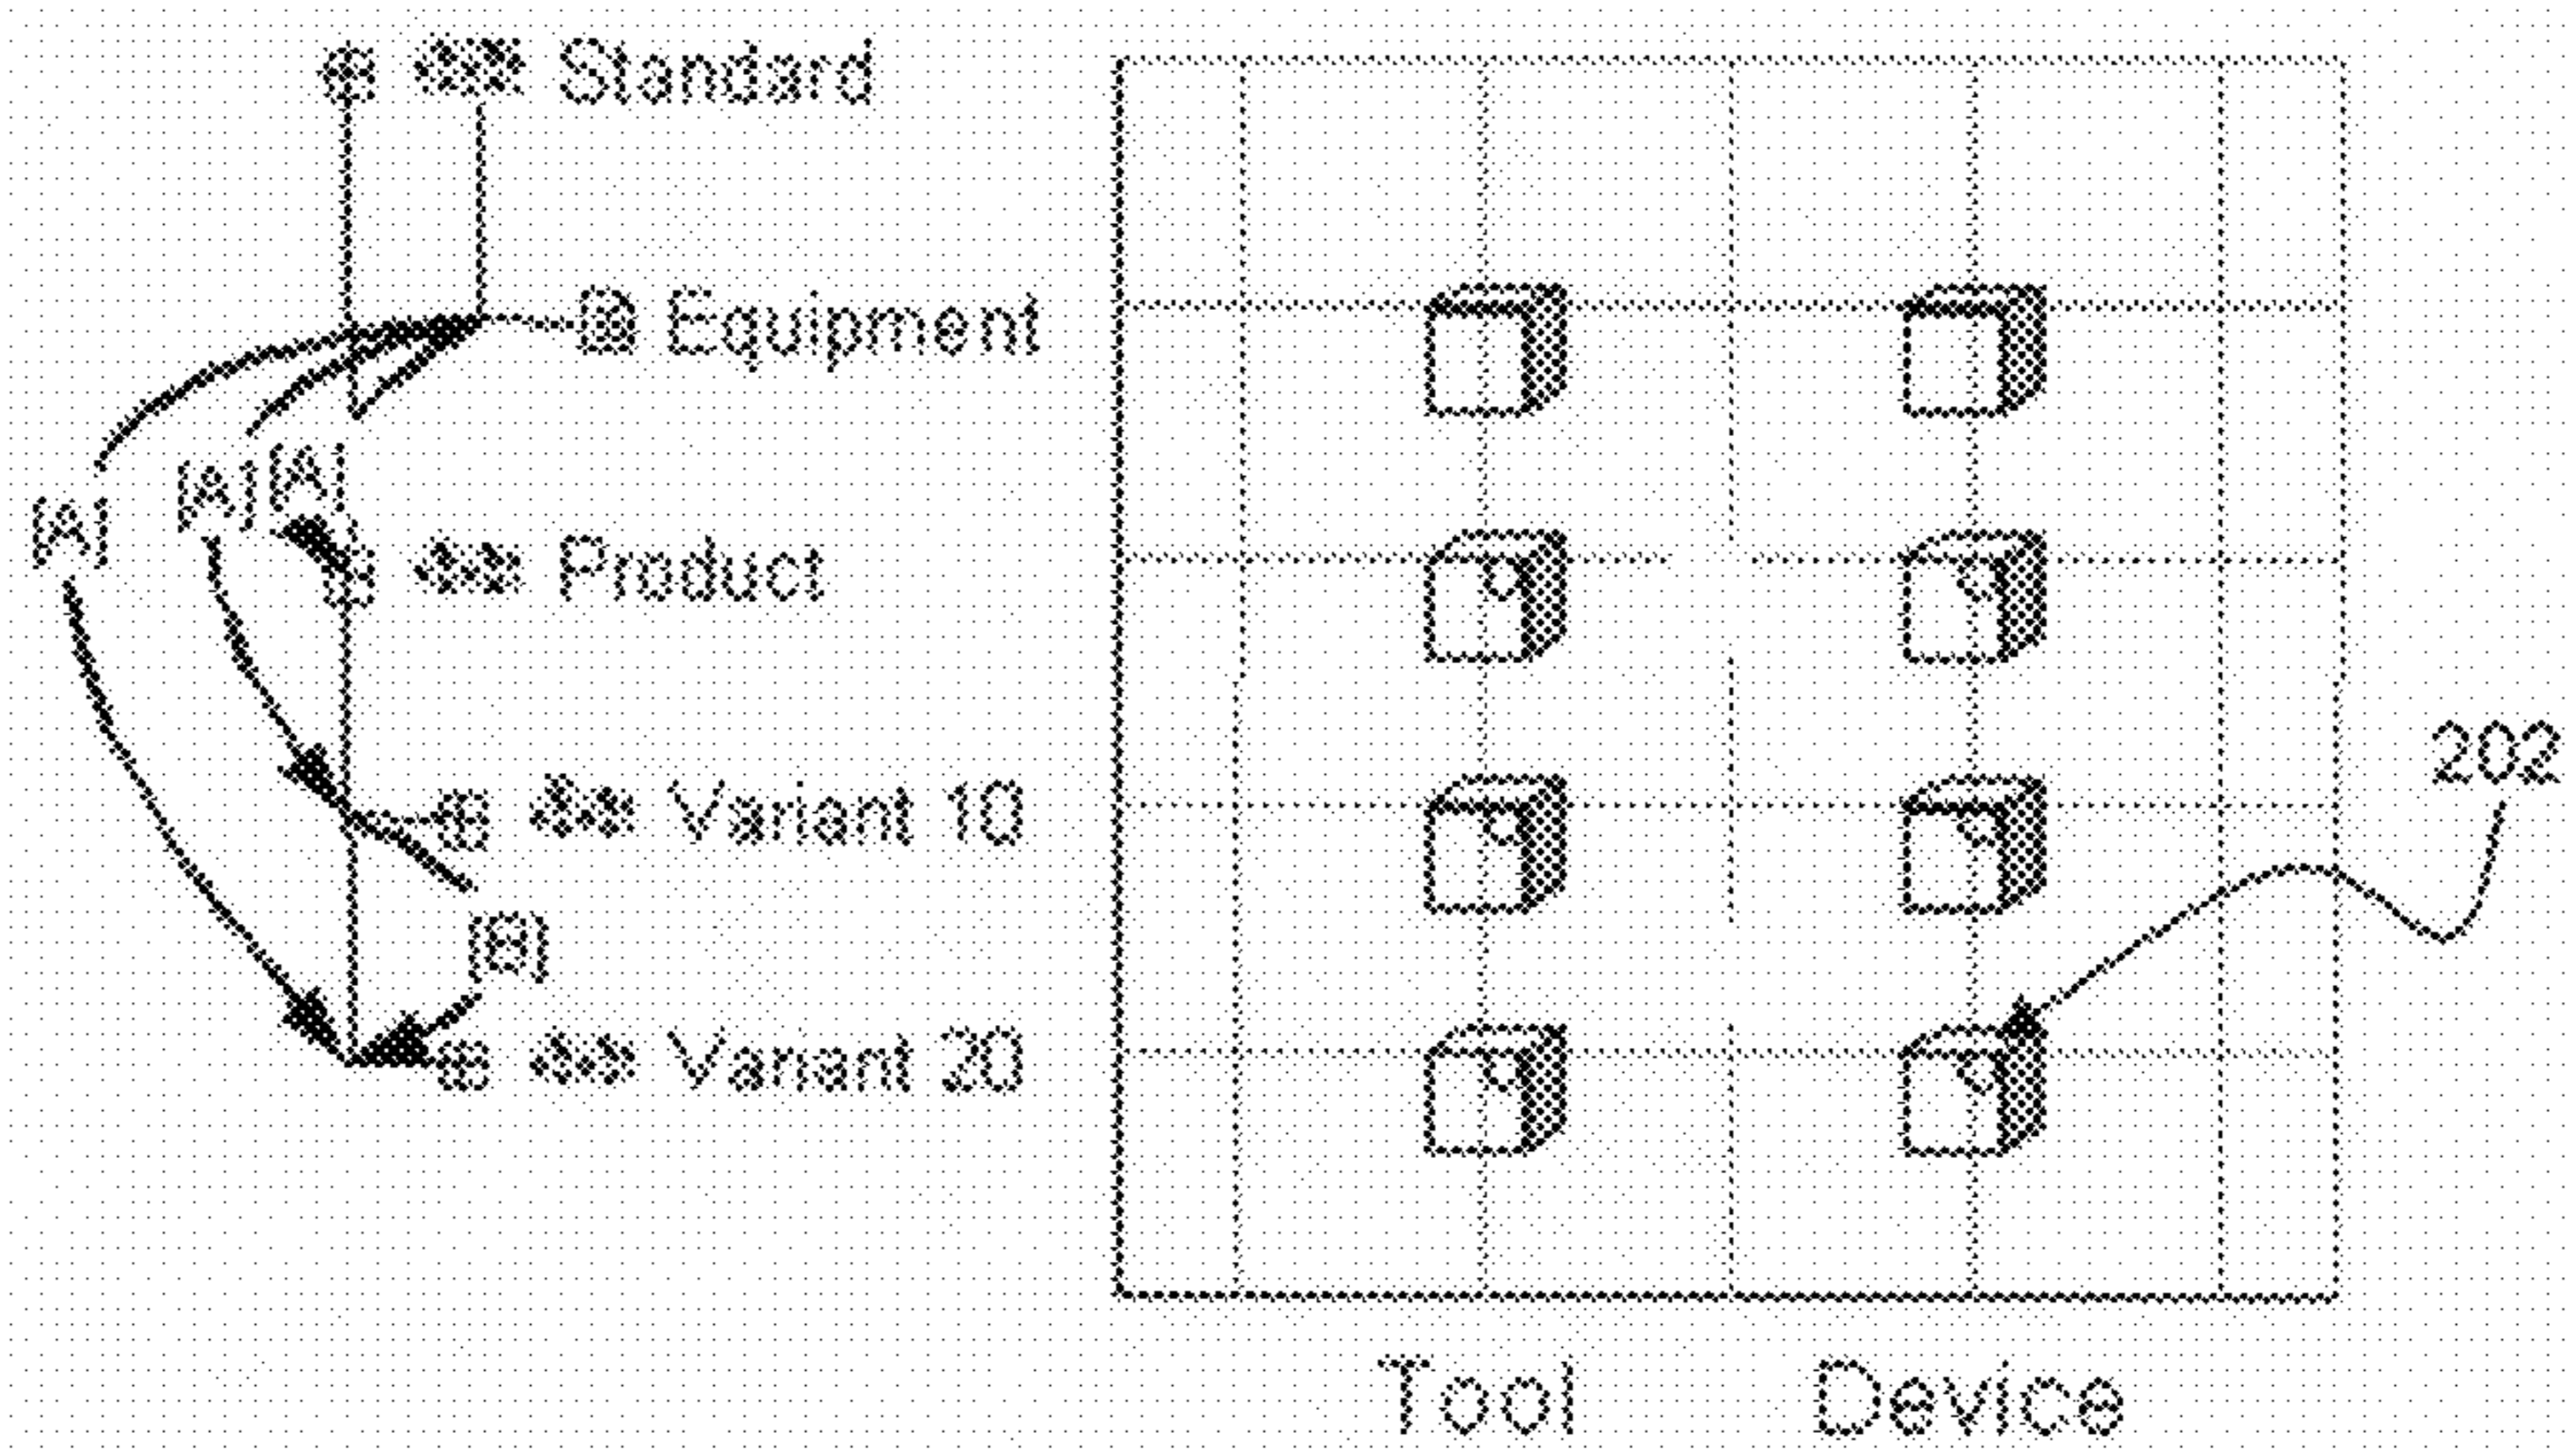 Standard
Equipment
[A] [A] [A]
Product
202
Variant 10
[B]
Variant 20
Tool Device